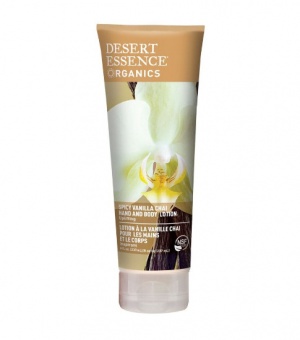 DESERT
ESSENCE®
ORGANICS
SPICY VANILLA CHAI
HAND AND BODY LOTION
LOTION À LA VANILLE CHAI
POUR LES MAINS
ET LE CORPS
NSF